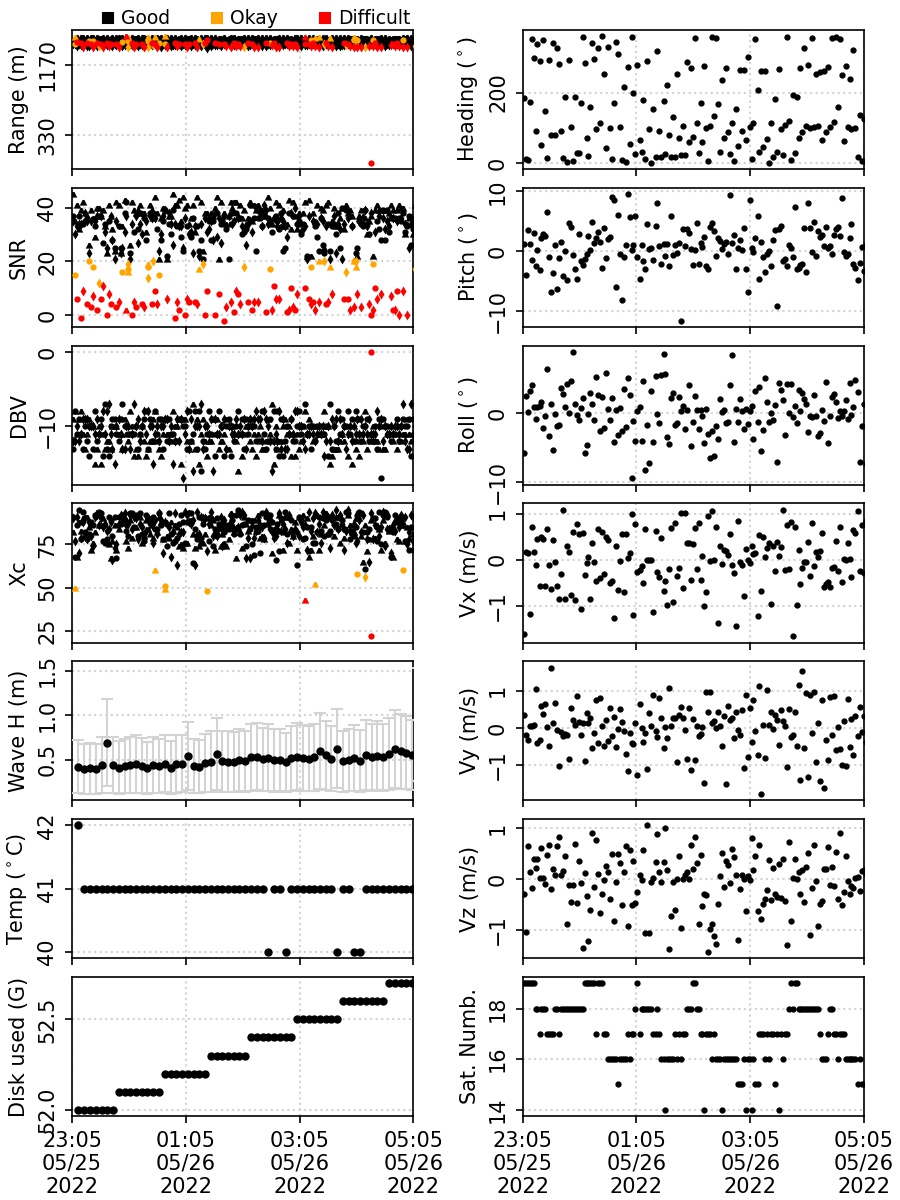 Good Okay Difficult
Range (m)
1170
330
Heading (°)
200
0
SNR
40
20
0
Pitch (°)
10
0
−10
DBV
0
−10
Roll (°)
0
−10
Xc
75
50
25
Vx (m/s)
1
0
−1
Wave H (m)
1.5
1.0
0.5
Vy (m/s)
1
0
−1
Temp (°C)
42
41
40
Vz (m/s)
1
0
−1
Disk used (G)
52.5
52.0
Sat. Numb.
18
16
14
23:05 01:05 03:05 05:05
05/25 05/26 05/26 05/26
2022 2022 2022 2022
23:05 01:05 03:05 05:05
05/25 05/26 05/26 05/26
2022 2022 2022 2022